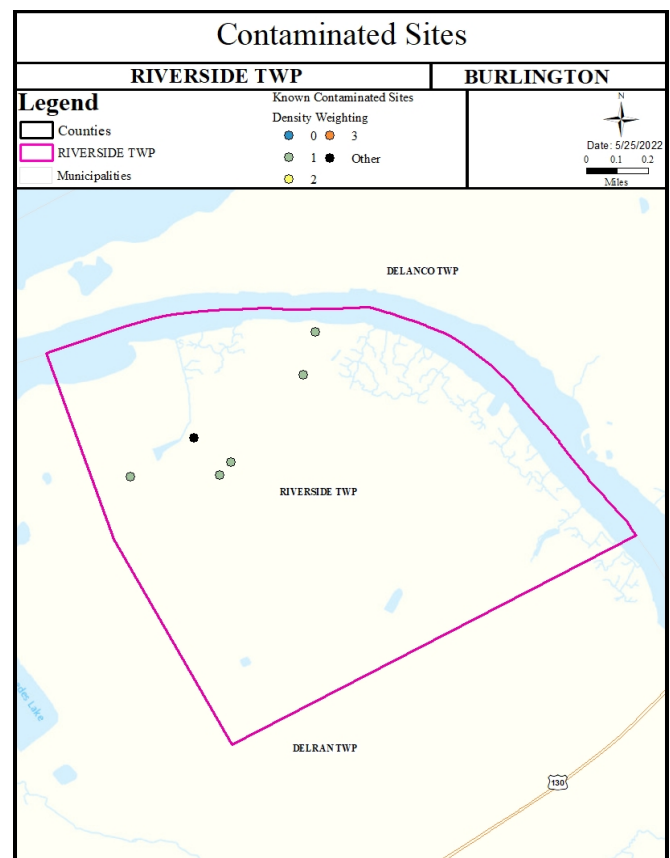 Contaminated Sites
RIVERSIDE TWP
BURLINGTON
Legend
Counties
RIVERSIDE TWP
Municipalities
Known Contaminated Sites
Density Weighting
0 3
1 Other
2
N
Date: 5/25/2022
0 0.1 0.2
Miles
DELANCO TWP
RIVERSIDE TWP
Lake
DELRAN TWP
130